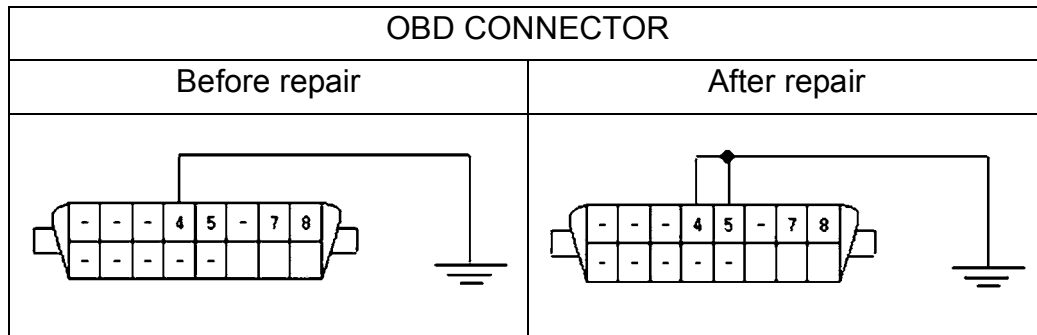 OBD CONNECTOR
Before repair
After repair
- - - 4 5 - 7 8
- - - - -
- - - 4 5 - 7 8
- - - - -